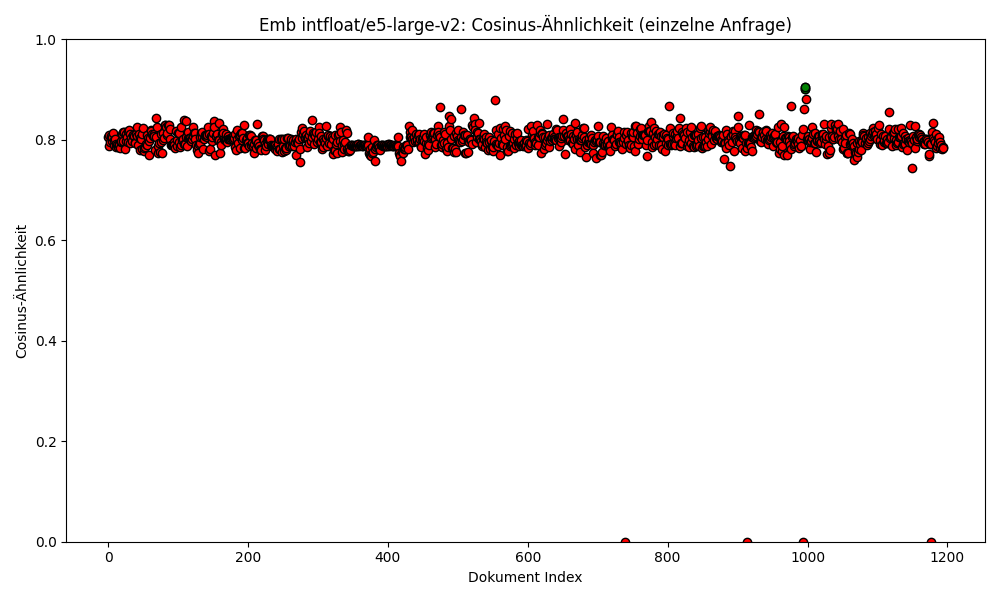 Emb intfloat/e5-large-v2: Cosinus-Ähnlichkeit (einzelne Anfrage)
1.0
0.8
0.6
0.4
0.2
0.0
Cosinus-Ähnlichkeit
0 200 400 600 800 1000 1200
Dokument Index